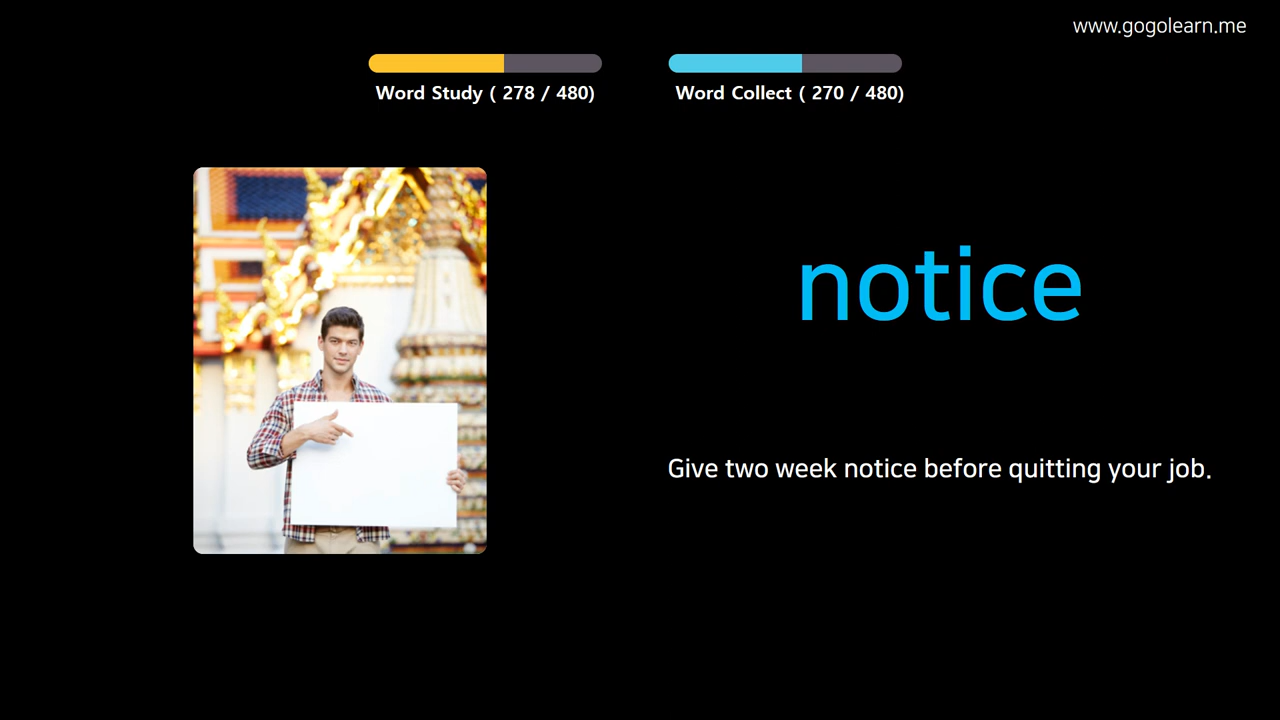 www.gogolearn.me
Word Study ( 278 / 480)
Word Collect ( 270 / 480)
notice
Give two week notice before quitting your job.